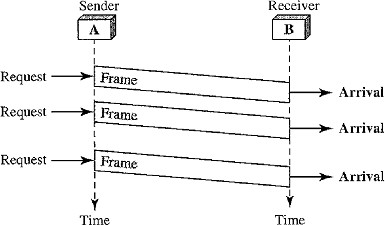 Sender Receiver
A B
Request Frame Arrival
Request Frame Arrival
Request Frame Arrival
Time Time